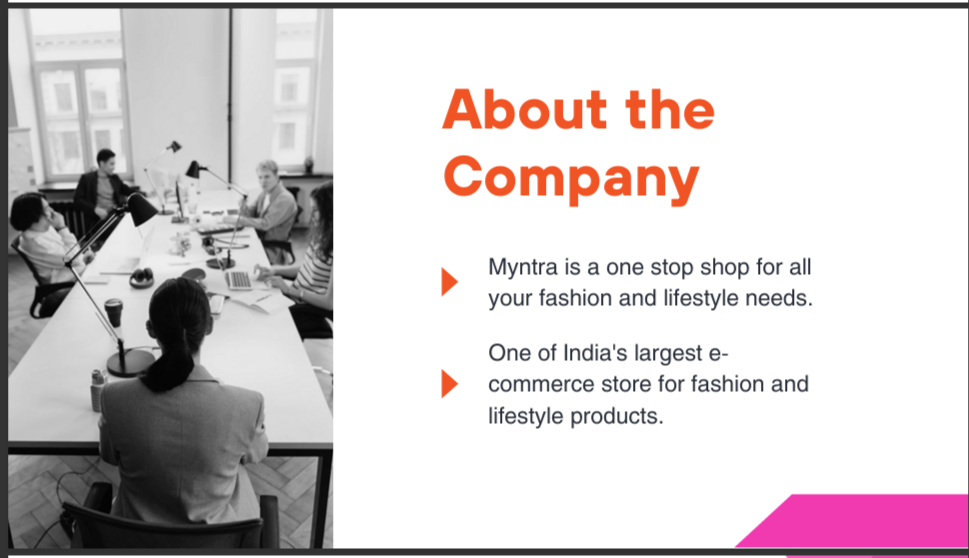 About the
Company
Myntra is a one stop shop for all
your fashion and lifestyle needs.
One of India's largest e-
commerce store for fashion and
lifestyle products.